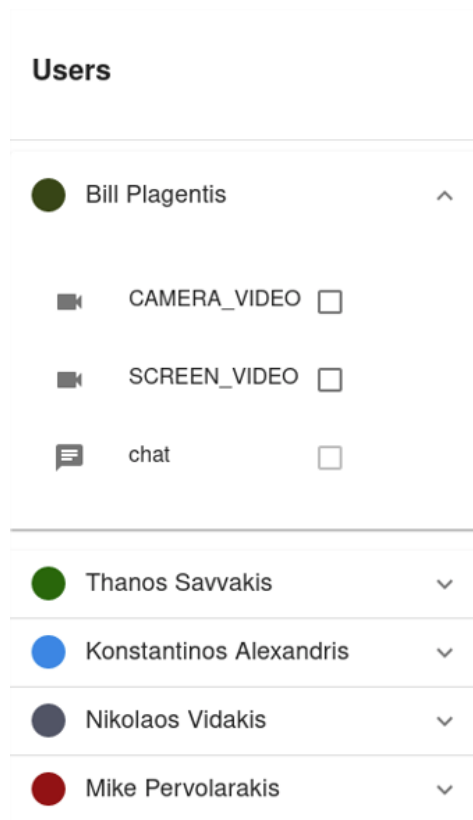 Users
Bill Plagentis
CAMERA_VIDEO
SCREEN_VIDEO
chat
Thanos Savvakis
Konstantinos Alexandris
Nikolaos Vidakis
Mike Pervolarakis